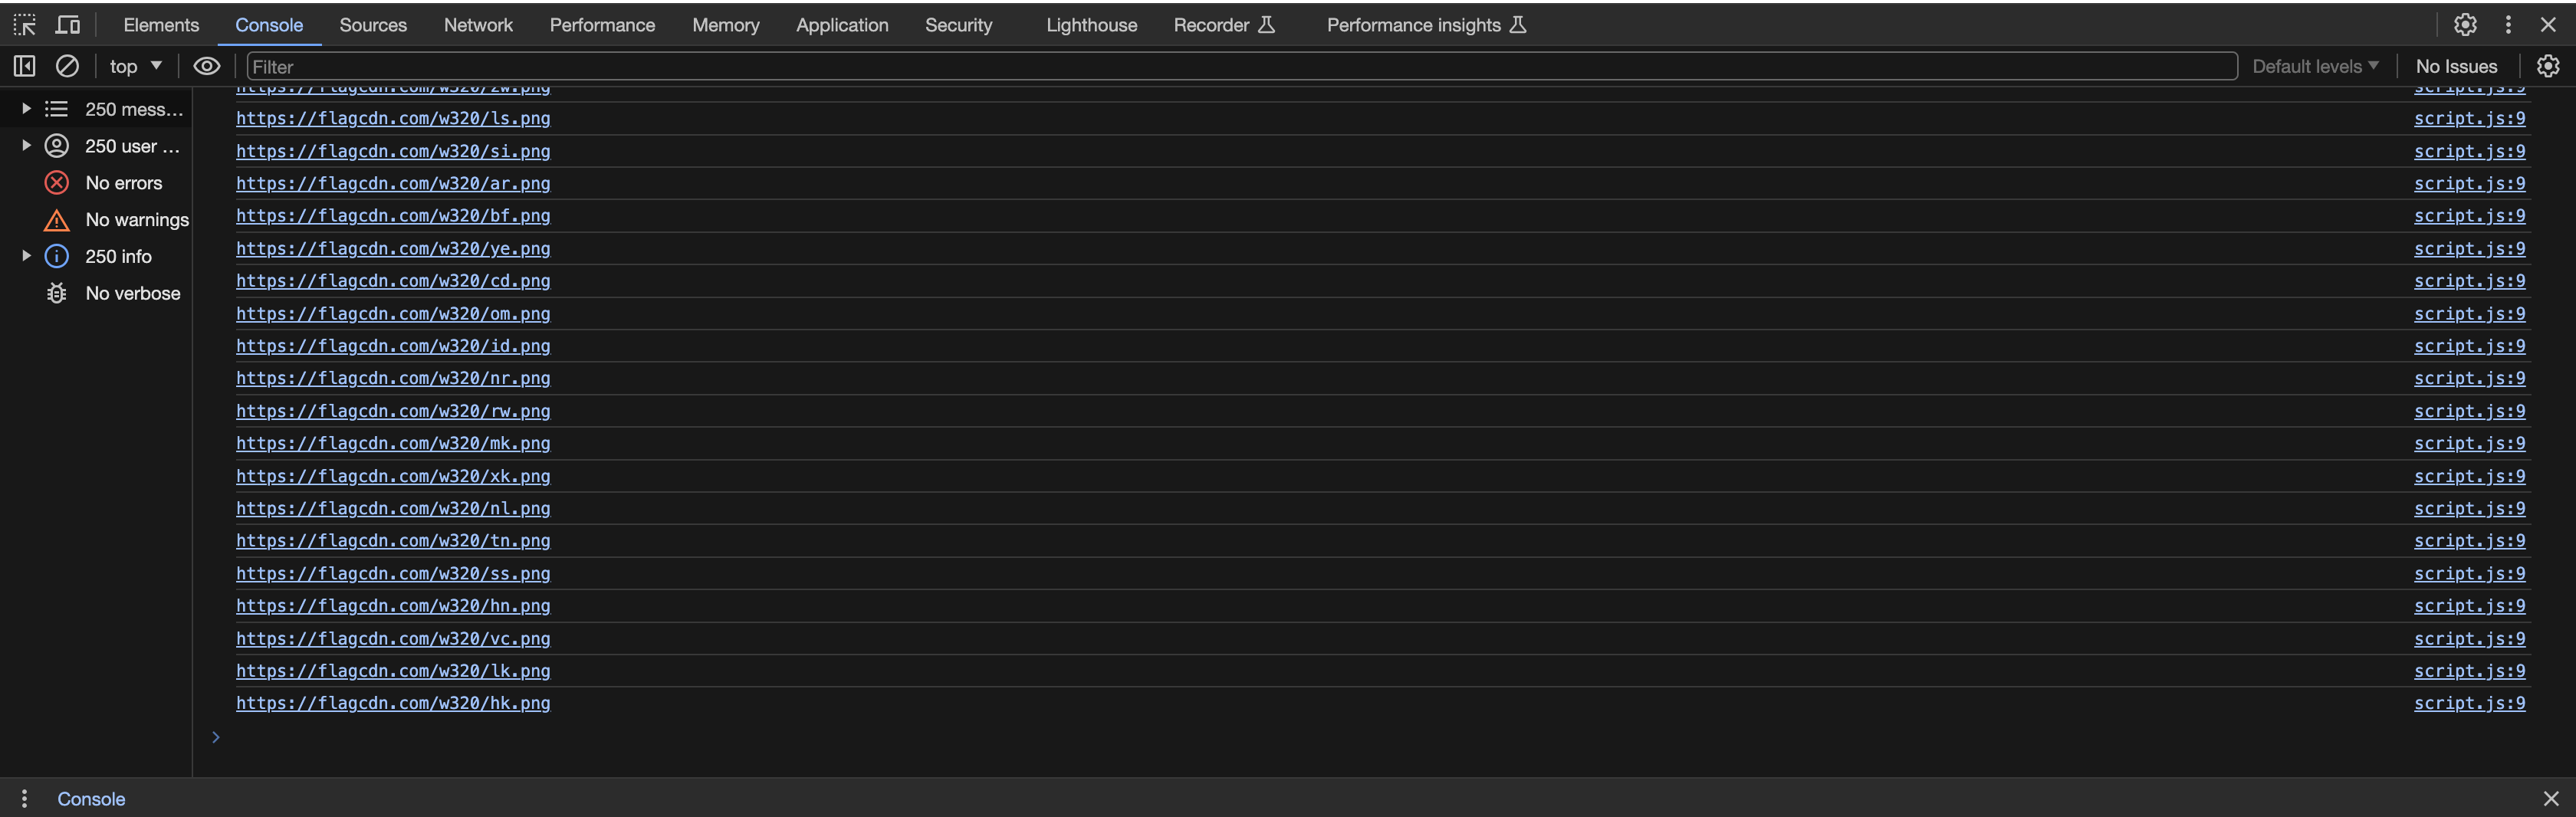 Elements Console Sources Network Performance Memory Application Security Lighthouse Recorder Performance insights
top Filter Default levels No Issues
https://flagcdn.com/w320/zw.png script.js:9
250 mess...
https://flagcdn.com/w320/ls.png script.js:9
250 user ...
https://flagcdn.com/w320/si.png script.js:9
No errors
https://flagcdn.com/w320/ar.png script.js:9
No warnings
https://flagcdn.com/w320/bf.png script.js:9
250 info
https://flagcdn.com/w320/ye.png script.js:9
No verbose
https://flagcdn.com/w320/cd.png script.js:9
https://flagcdn.com/w320/om.png script.js:9
https://flagcdn.com/w320/id.png script.js:9
https://flagcdn.com/w320/nr.png script.js:9
https://flagcdn.com/w320/rw.png script.js:9
https://flagcdn.com/w320/mk.png script.js:9
https://flagcdn.com/w320/xk.png script.js:9
https://flagcdn.com/w320/nl.png script.js:9
https://flagcdn.com/w320/tn.png script.js:9
https://flagcdn.com/w320/ss.png script.js:9
https://flagcdn.com/w320/hn.png script.js:9
https://flagcdn.com/w320/vc.png script.js:9
https://flagcdn.com/w320/lk.png script.js:9
https://flagcdn.com/w320/hk.png script.js:9
>
Console